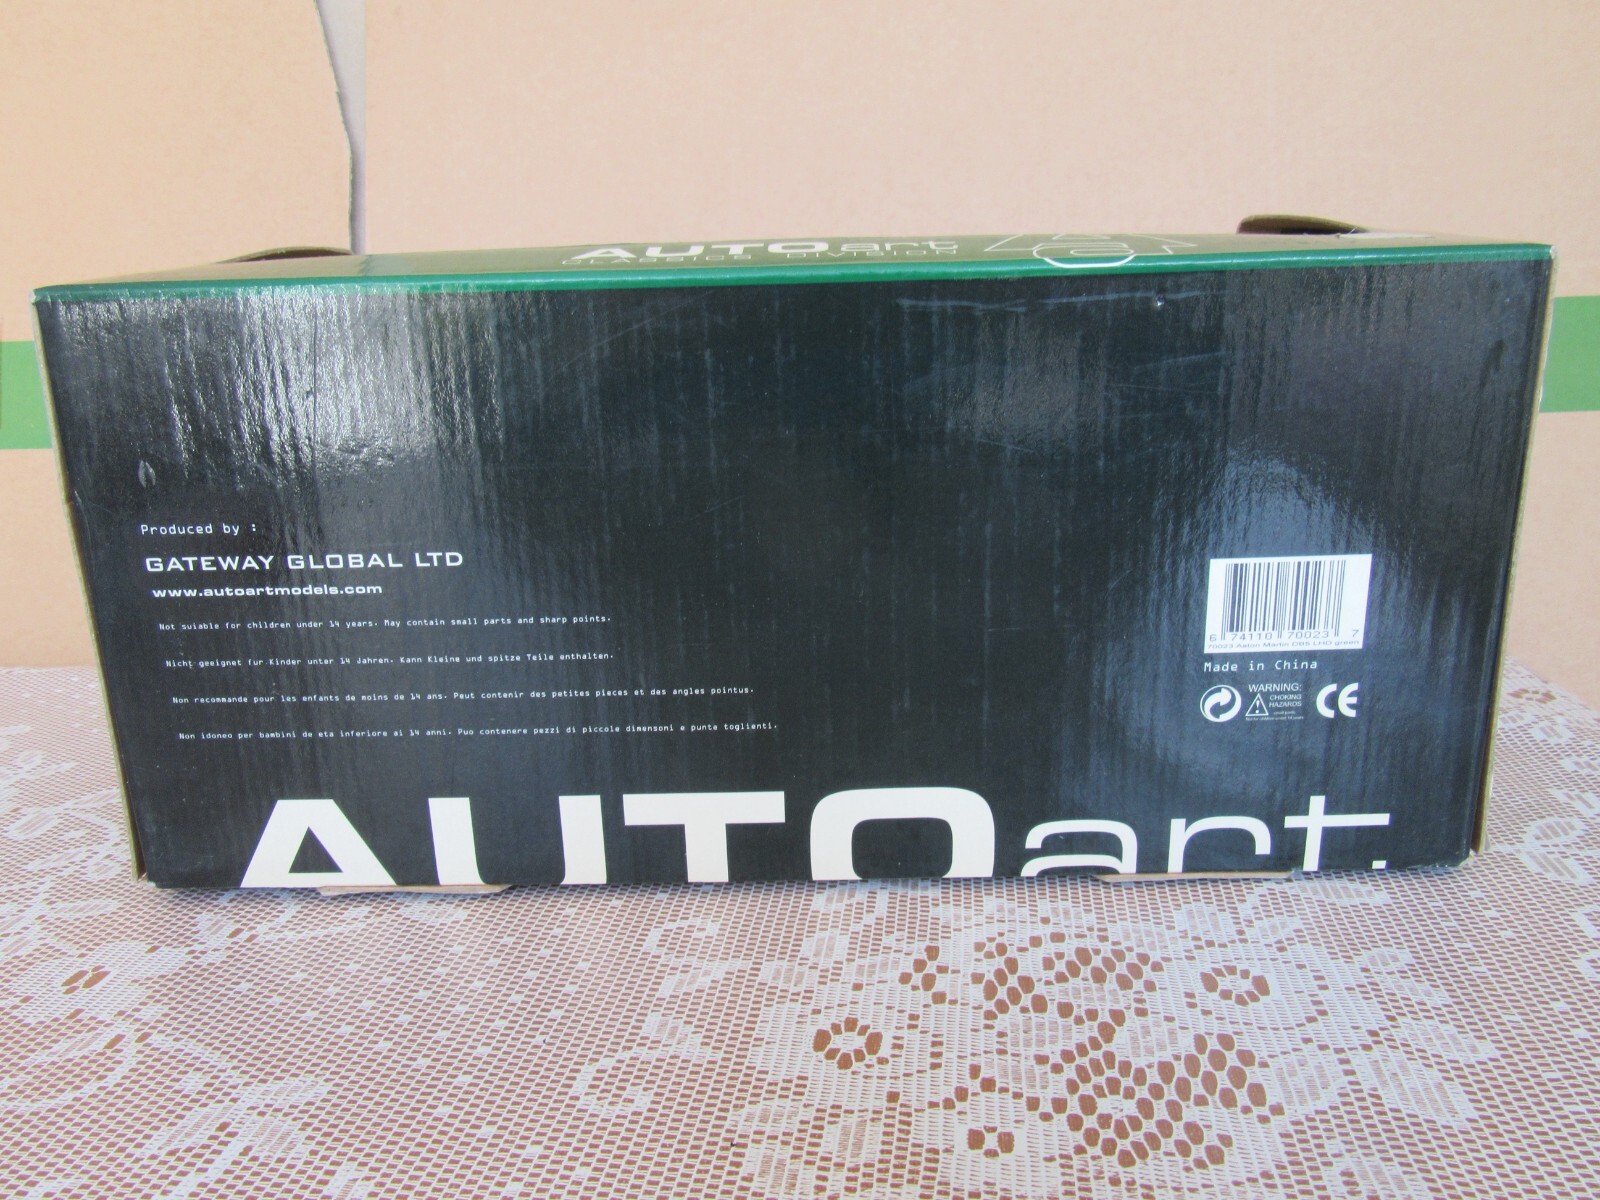 AUTOart
CLASSICS DIVISION
Produced by :
GATEWAY GLOBAL LTD
www.autoartmodels.com
Not suiable for children under 14 years. May contain small parts and sharp points.
Nicht geeignet fur Kinder unter 14 Jahren. Kann Kleine und spitze Teile enthalten.
Non recommande pour les enfants de moins de 14 ans. Peut contenir des petites pieces et des angles pointus.
Non idoneo per bambini de eta inferiore ai 14 anni. Puo contenere pezzi di piccole dimensoni e punte toglienti.
6 74110 70023 7
70023 Aston Martin DB5 LHD green
Made in China
WARNING:
CHOKING
HAZARDS
CE
AUTOart